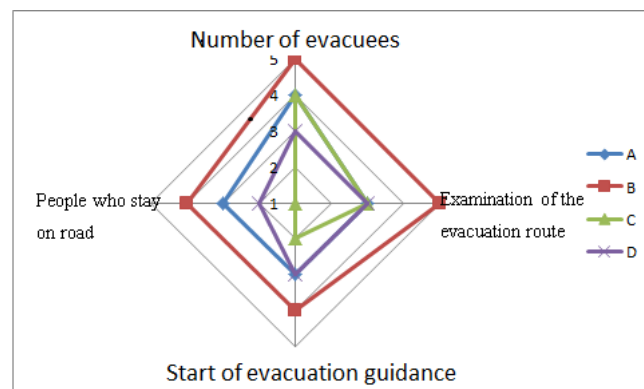 Number of evacuees
5
4
3
2
1
People who stay
on road
Examination of the
evacuation route
Start of evacuation guidance
A
B
C
D